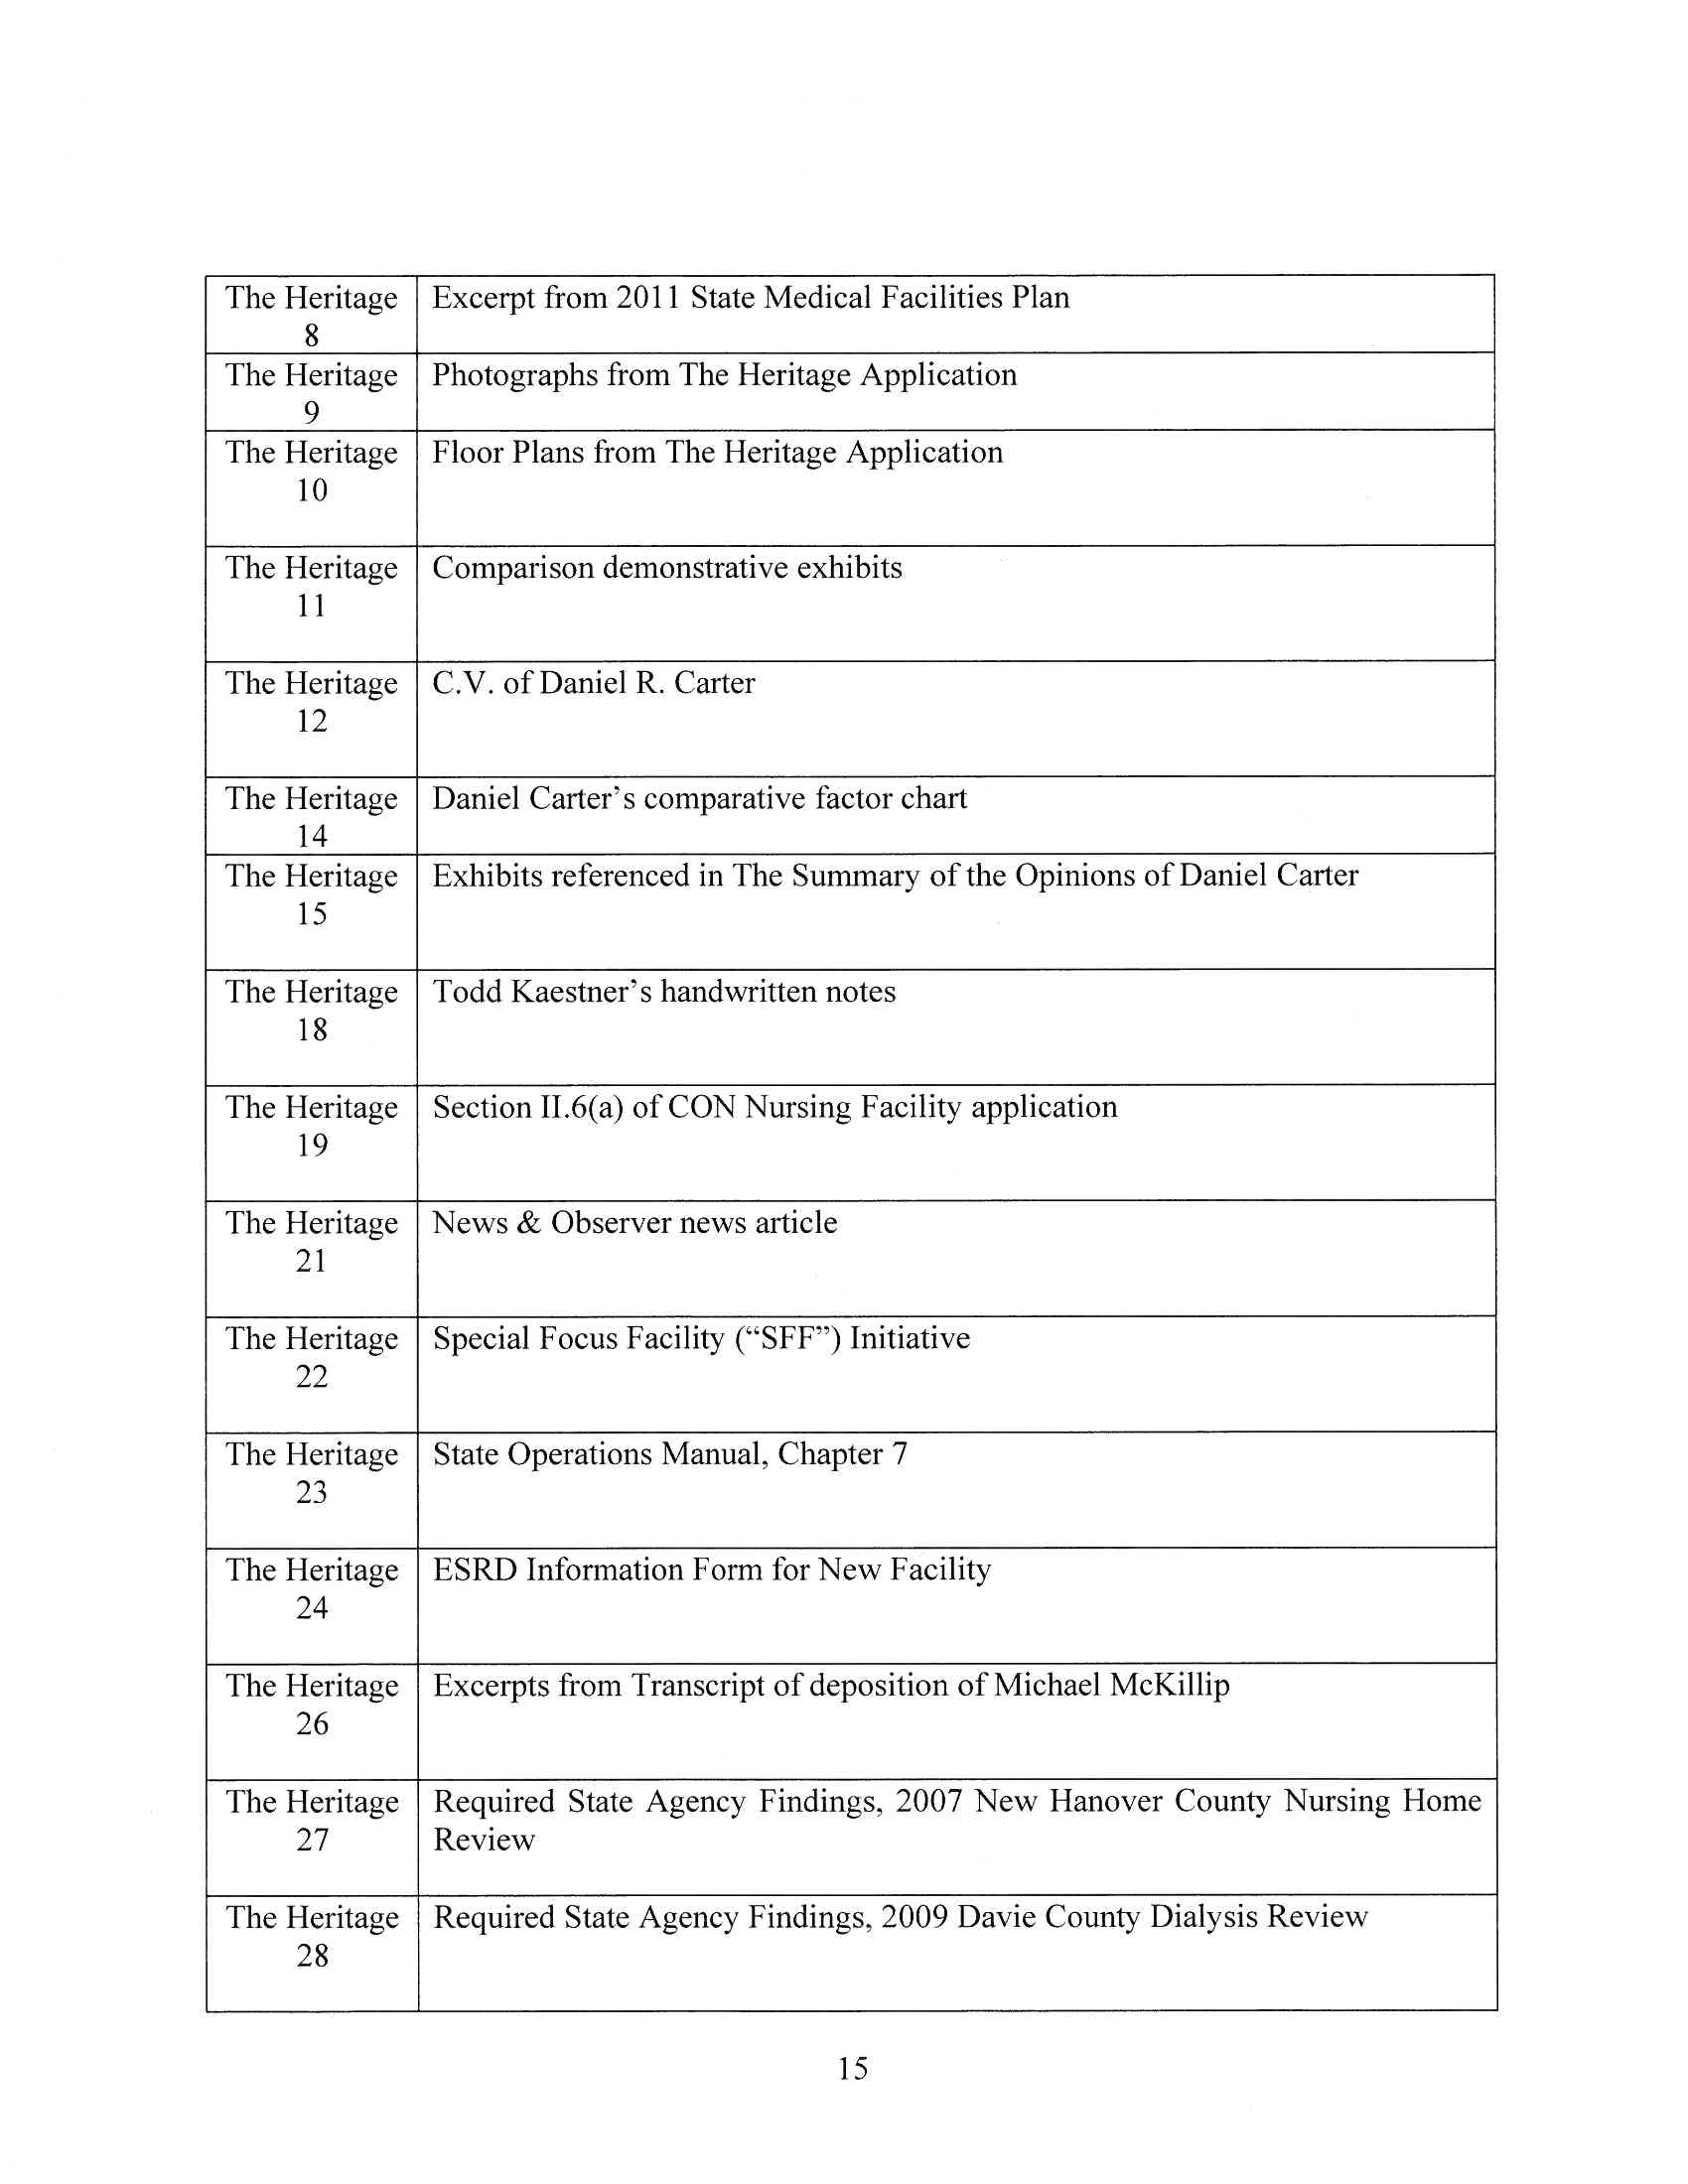 The Heritage
8
Excerpt from 2011 State Medical Facilities Plan
The Heritage
9
Photographs from The Heritage Application
The Heritage
10
Floor Plans from The Heritage Application
The Heritage
11
Comparison demonstrative exhibits
The Heritage
12
C.V. of Daniel R. Carter
The Heritage
14
Daniel Carter's comparative factor chart
The Heritage
15
Exhibits referenced in The Summary of the Opinions of Daniel Carter
The Heritage
18
Todd Kaestner's handwritten notes
The Heritage
19
Section II.6(a) of CON Nursing Facility application
The Heritage
21
News & Observer news article
The Heritage
22
Special Focus Facility (“SFF”) Initiative
The Heritage
23
State Operations Manual, Chapter 7
The Heritage
24
ESRD Information Form for New Facility
The Heritage
26
Excerpts from Transcript of deposition of Michael McKillip
The Heritage
27
Required State Agency Findings, 2007 New Hanover County Nursing Home
Review
The Heritage
28
Required State Agency Findings, 2009 Davie County Dialysis Review
15